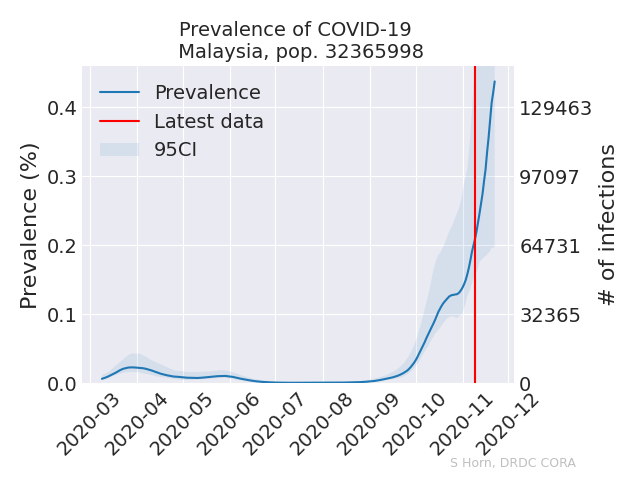 Prevalence of COVID-19
Malaysia, pop. 32365998
Prevalence
Latest data
95CI
Prevalence (%)
0.4
0.3
0.2
0.1
0.0
129463
97097
64731
32365
0
# of infections
2020-03
2020-04
2020-05
2020-06
2020-07
2020-08
2020-09
2020-10
2020-11
2020-12
S Horn, DRDC CORA